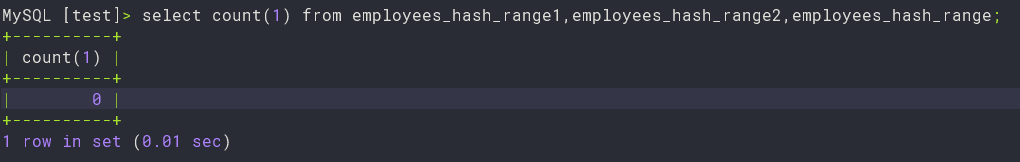 MySQL [test]> select count(1) from employees_hash_range1,employees_hash_range2,employees_hash_range;
+----------+
| count(1) |
+----------+
|        0 |
+----------+
1 row in set (0.01 sec)